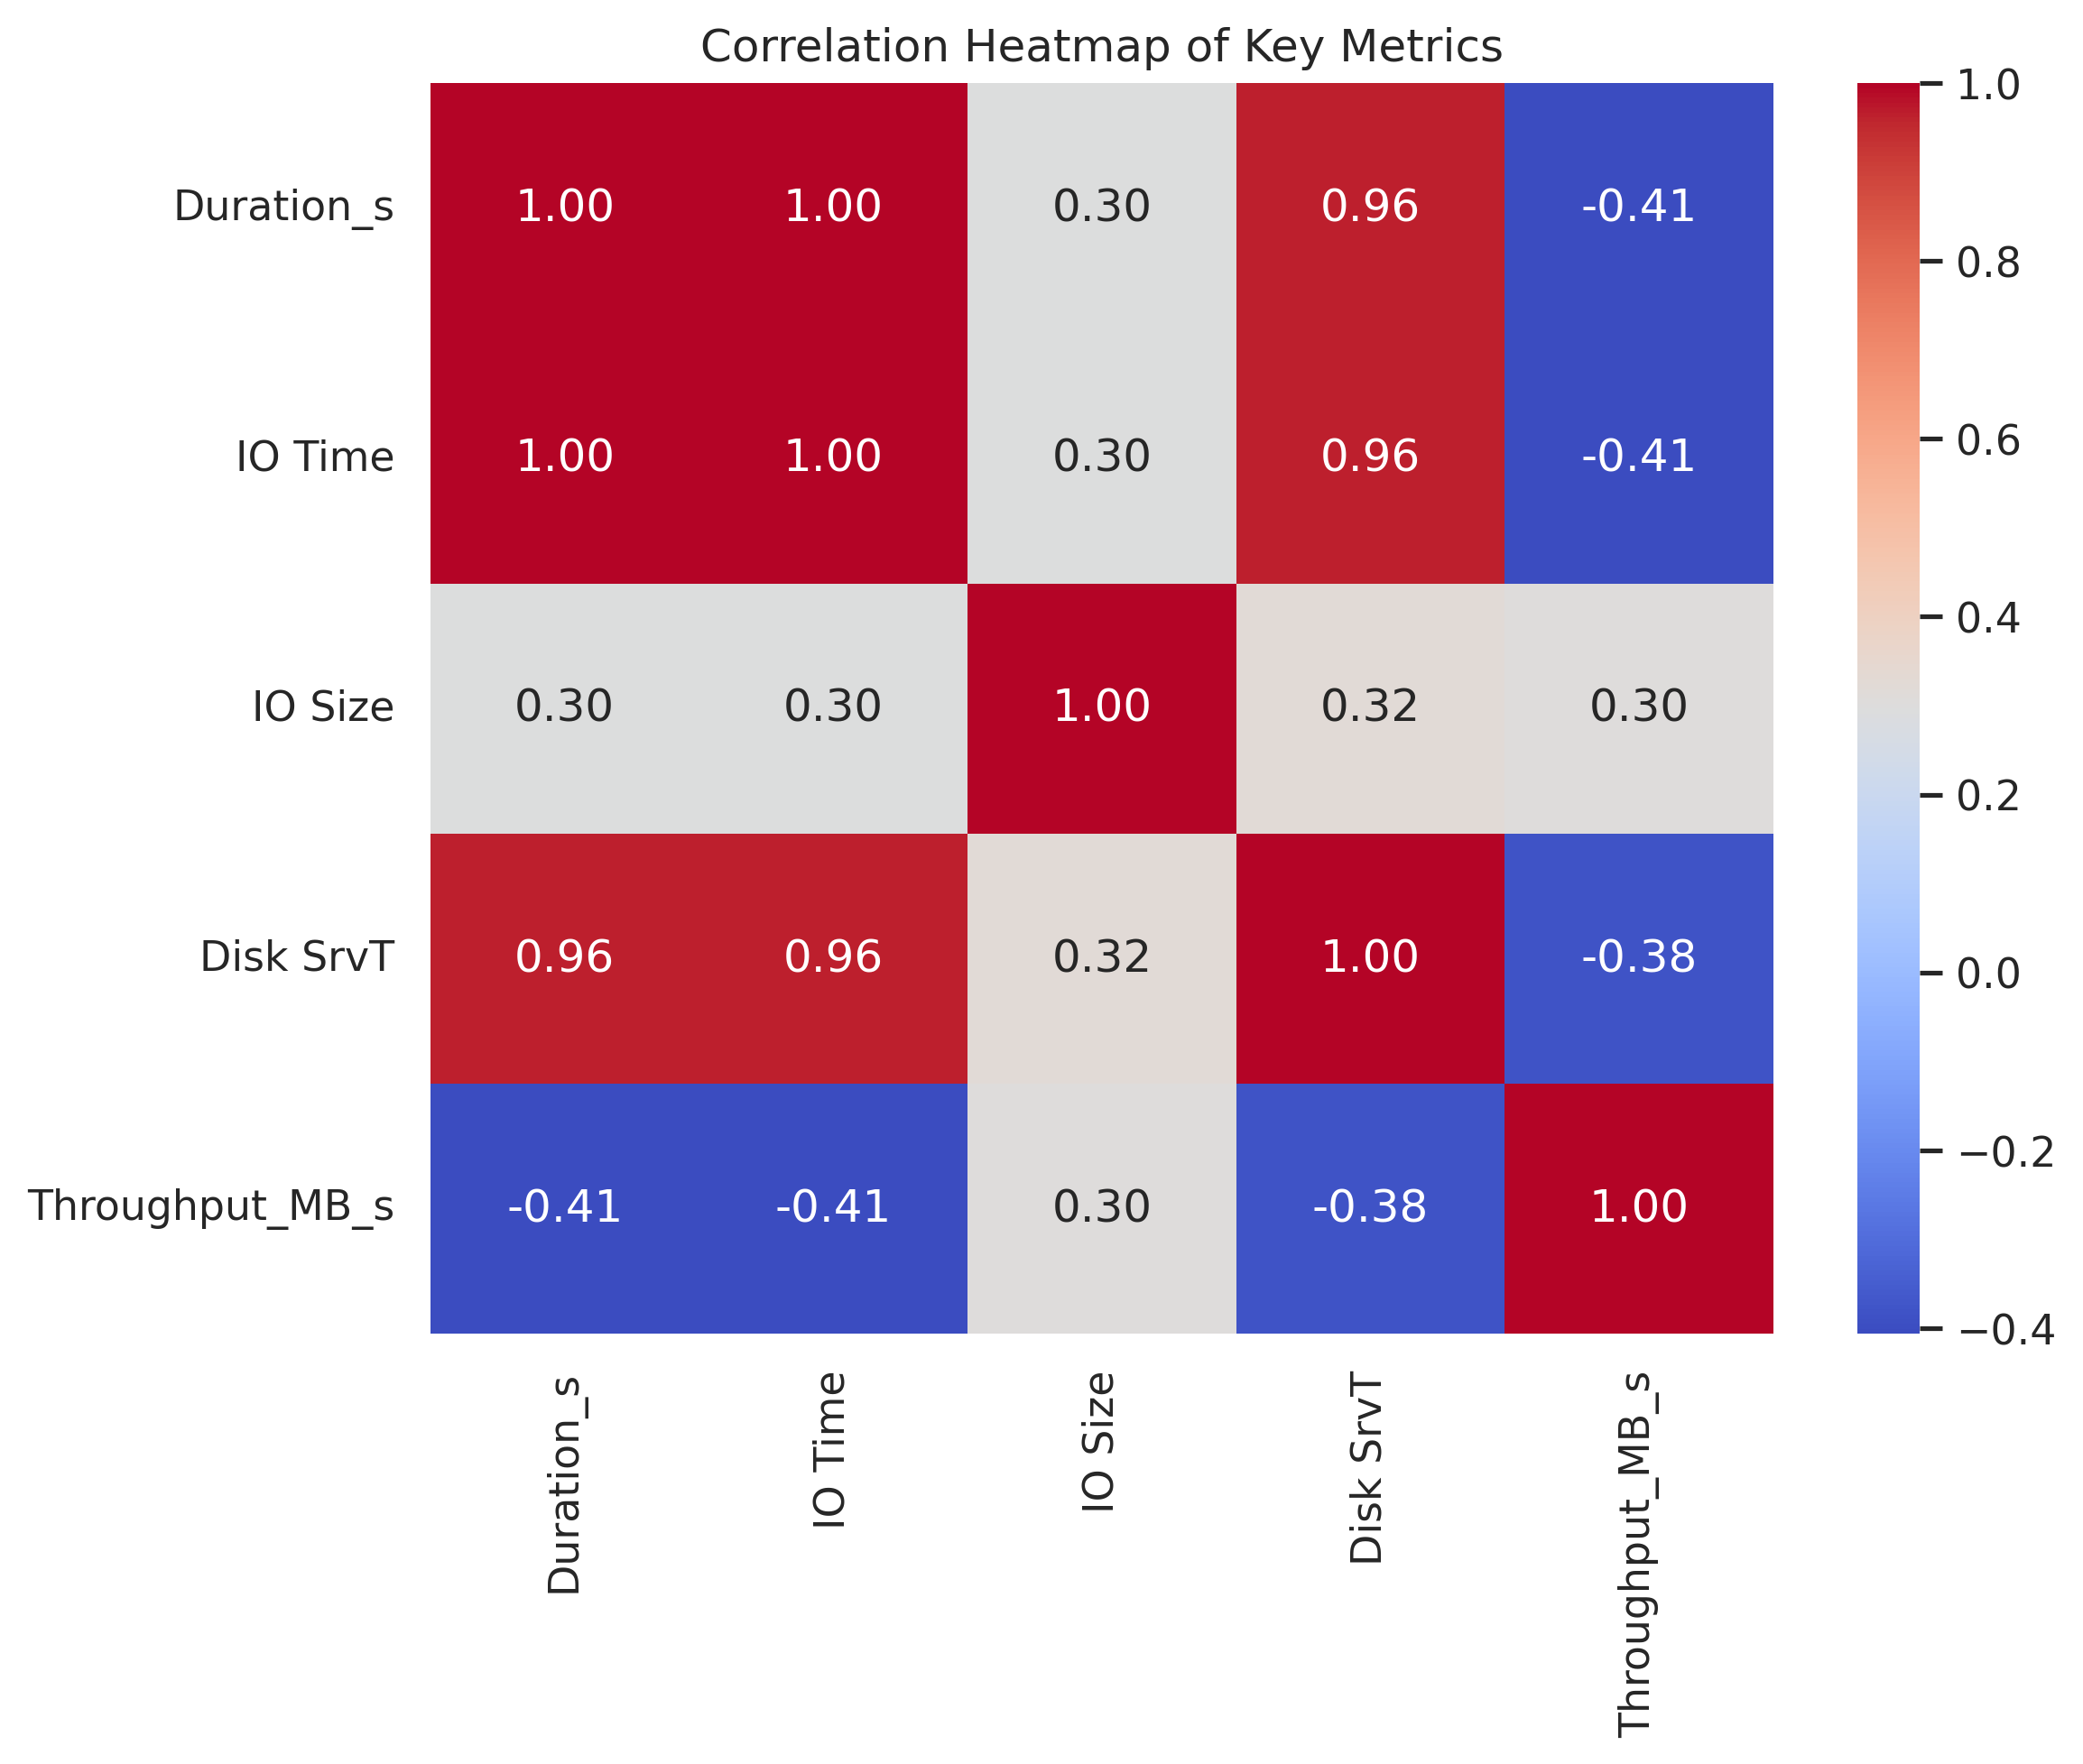 Correlation Heatmap of Key Metrics
Duration_s 1.00 1.00 0.30 0.96 -0.41
IO Time 1.00 1.00 0.30 0.96 -0.41
IO Size 0.30 0.30 1.00 0.32 0.30
Disk SrvT 0.96 0.96 0.32 1.00 -0.38
Throughput_MB_s -0.41 -0.41 0.30 -0.38 1.00
Duration_s
IO Time
IO Size
Disk SrvT
Throughput_MB_s
1.0
0.8
0.6
0.4
0.2
0.0
−0.2
−0.4